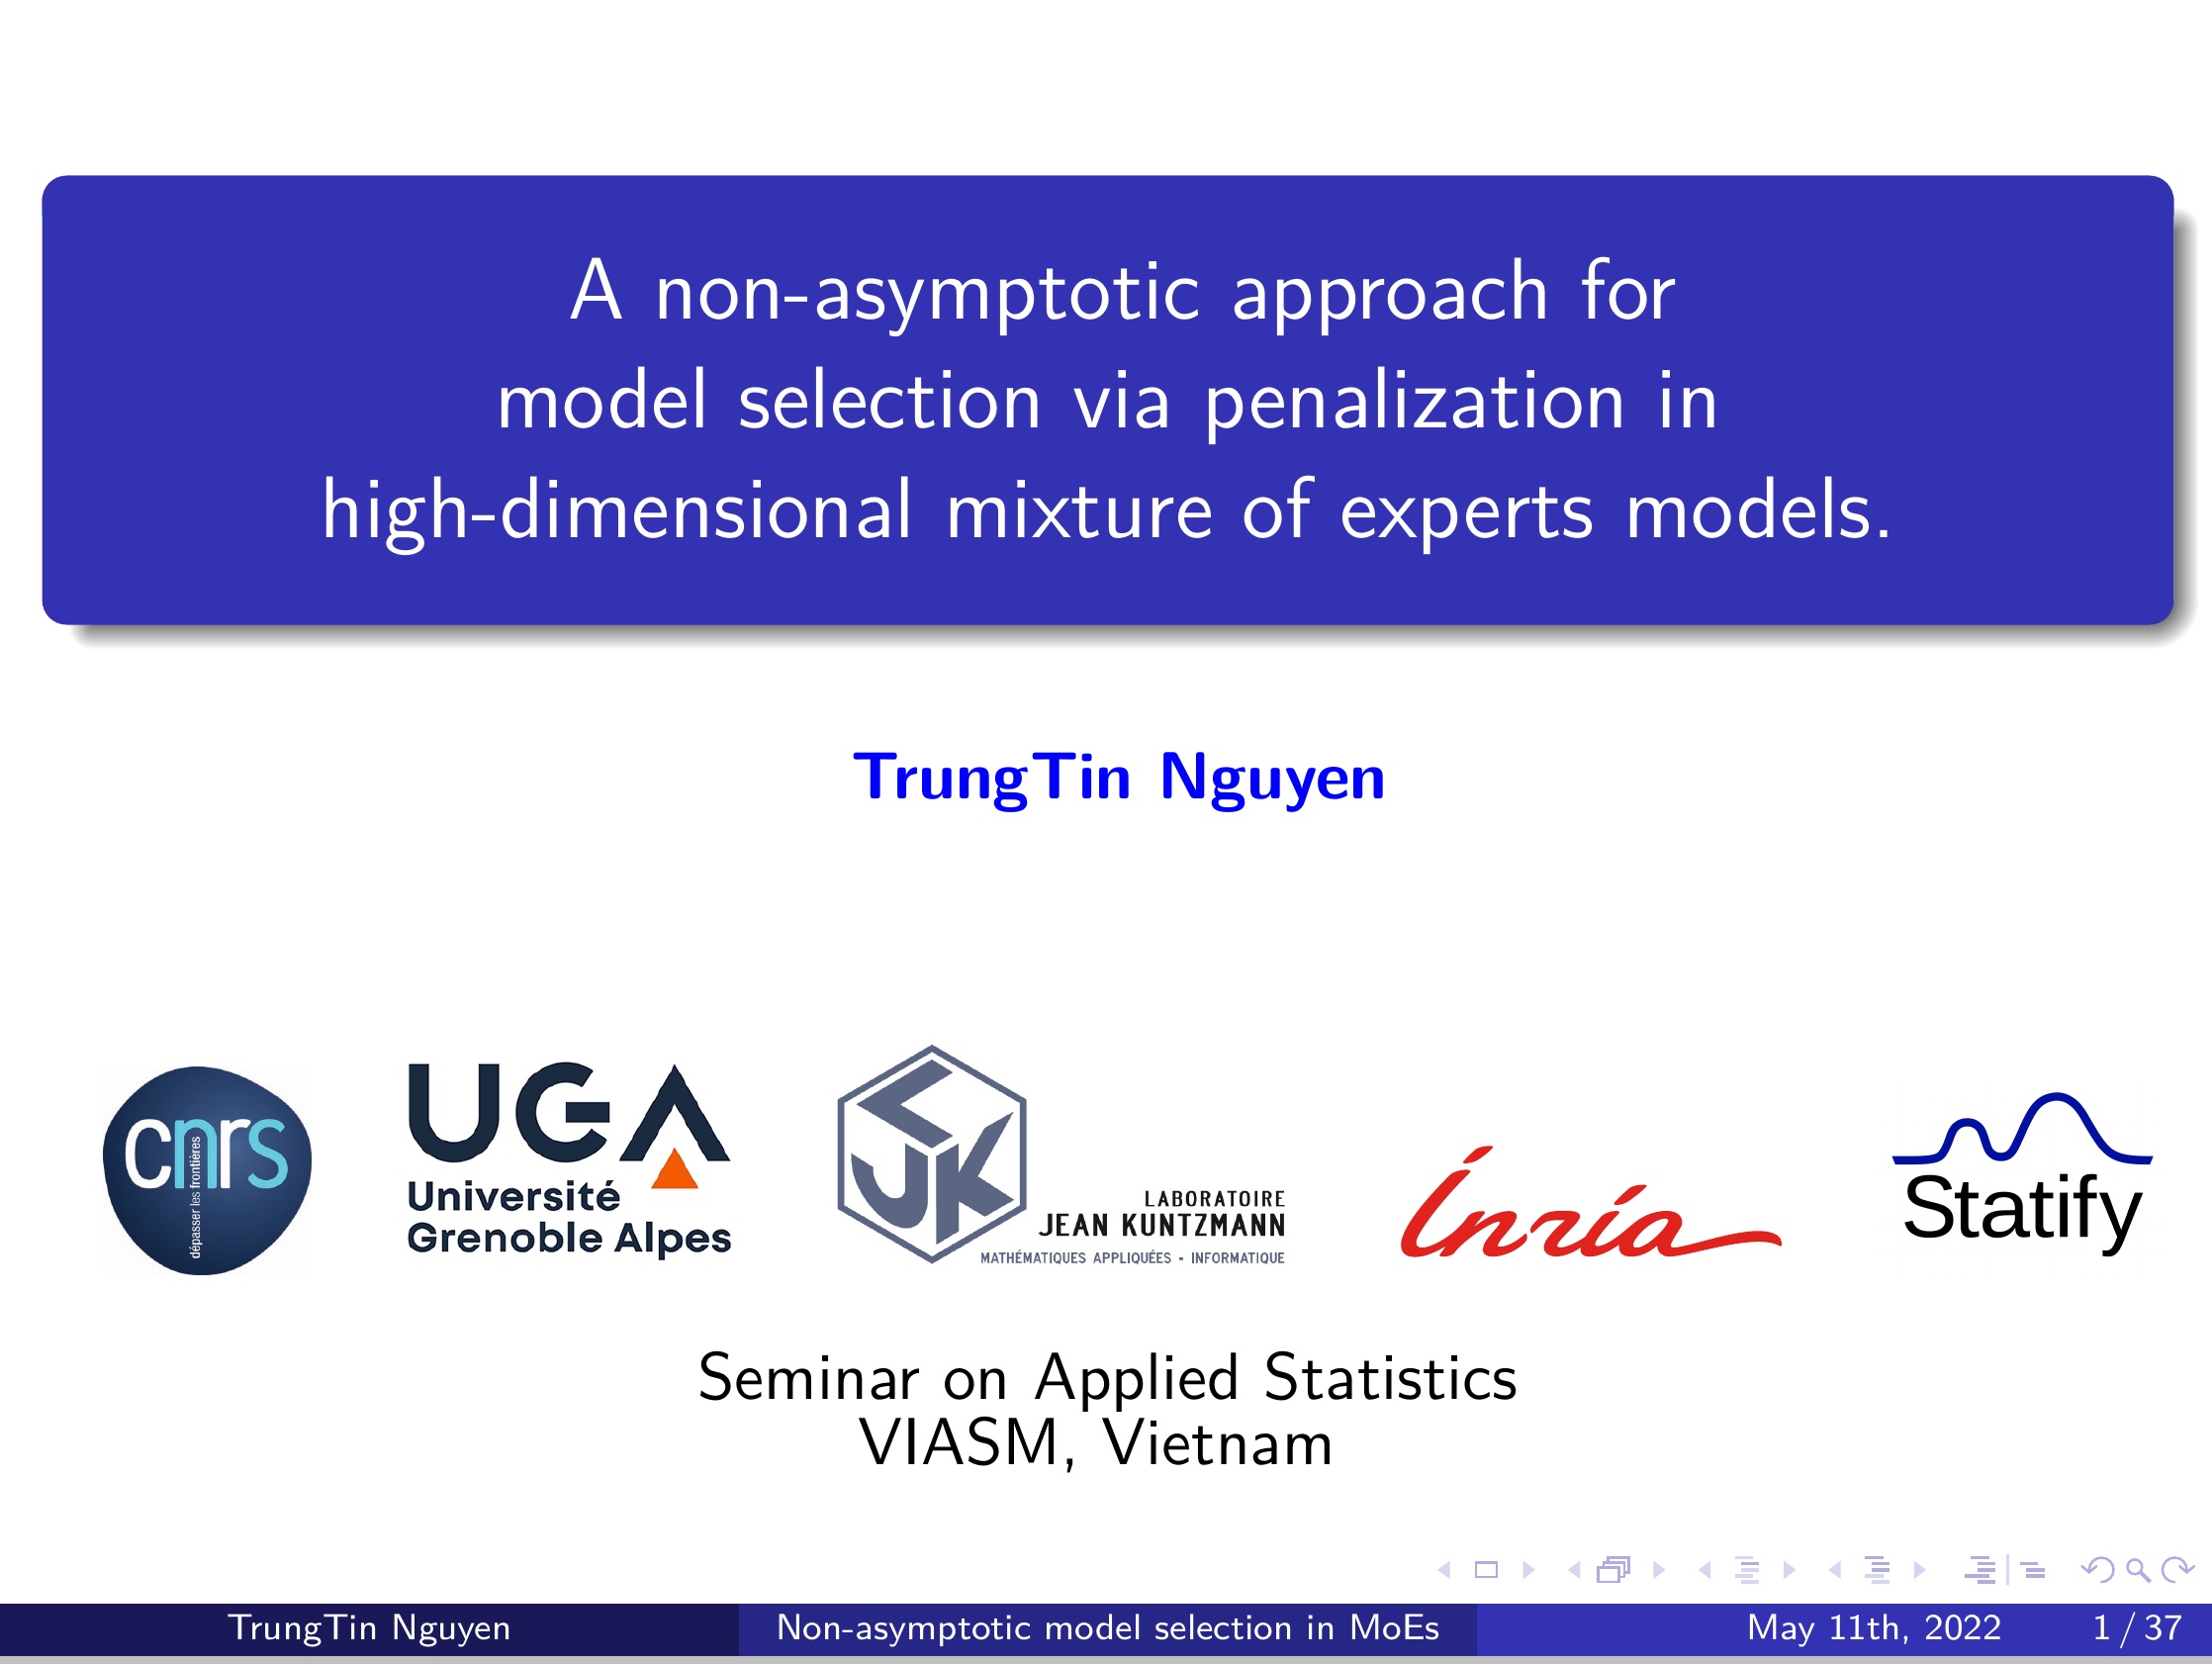 A non-asymptotic approach for
model selection via penalization in
high-dimensional mixture of experts models.
TrungTin Nguyen
cnrs
dépasser les frontières
UGA
Université
Grenoble Alpes
LJK
LABORATOIRE
JEAN KUNTZMANN
MATHÉMATIQUES APPLIQUÉES - INFORMATIQUE
Inria
Statify
Seminar on Applied Statistics
VIASM, Vietnam
TrungTin Nguyen Non-asymptotic model selection in MoEs May 11th, 2022 1 / 37